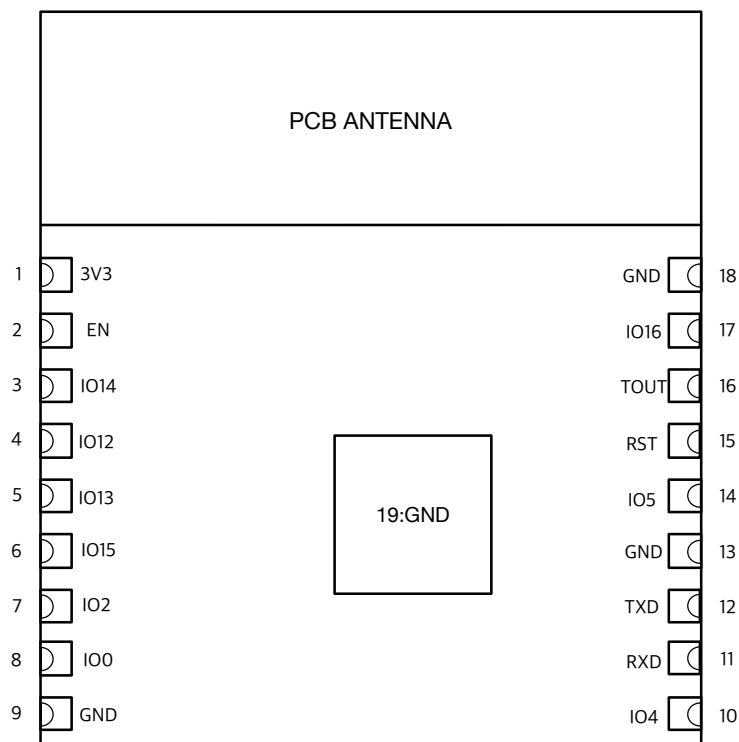 PCB ANTENNA
1 3V3 GND 18
2 EN IO16 17
3 IO14 TOUT 16
4 IO12 RST 15
5 IO13 IO5 14
19:GND
6 IO15 GND 13
7 IO2 TXD 12
8 IO0 RXD 11
9 GND IO4 10